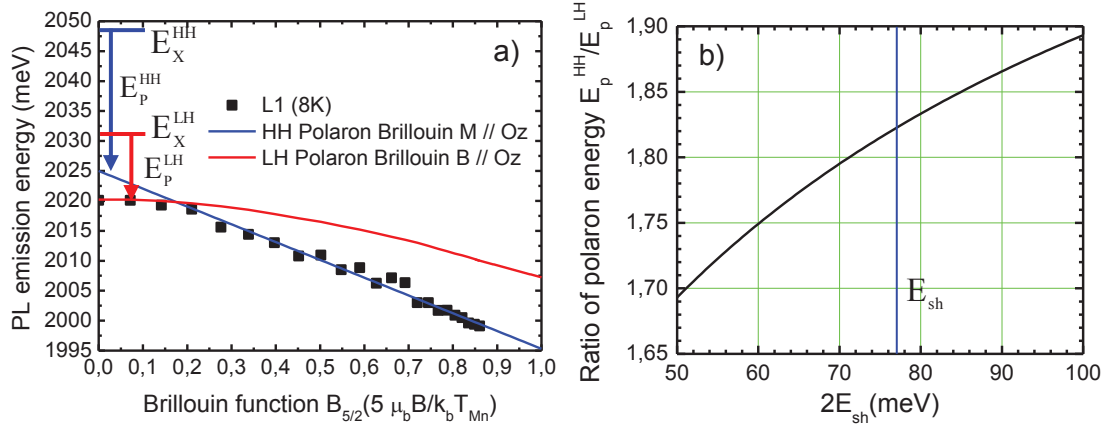 2050
2045
2040
2035
2030
2025
2020
2015
2010
2005
2000
1995
PL emission energy (meV)
a)
E_X^HH
E_P^HH
E_X^LH
E_P^LH
L1 (8K)
HH Polaron Brillouin M // Oz
LH Polaron Brillouin B // Oz
0,0 0,1 0,2 0,3 0,4 0,5 0,6 0,7 0,8 0,9 1,0
Brillouin function B_5/2(5 μ_bB/k_bT_Mn)
1,90
1,85
1,80
1,75
1,70
1,65
Ratio of polaron energy E_p^HH/E_p^LH
b)
E_sh
50 60 70 80 90 100
2E_sh(meV)